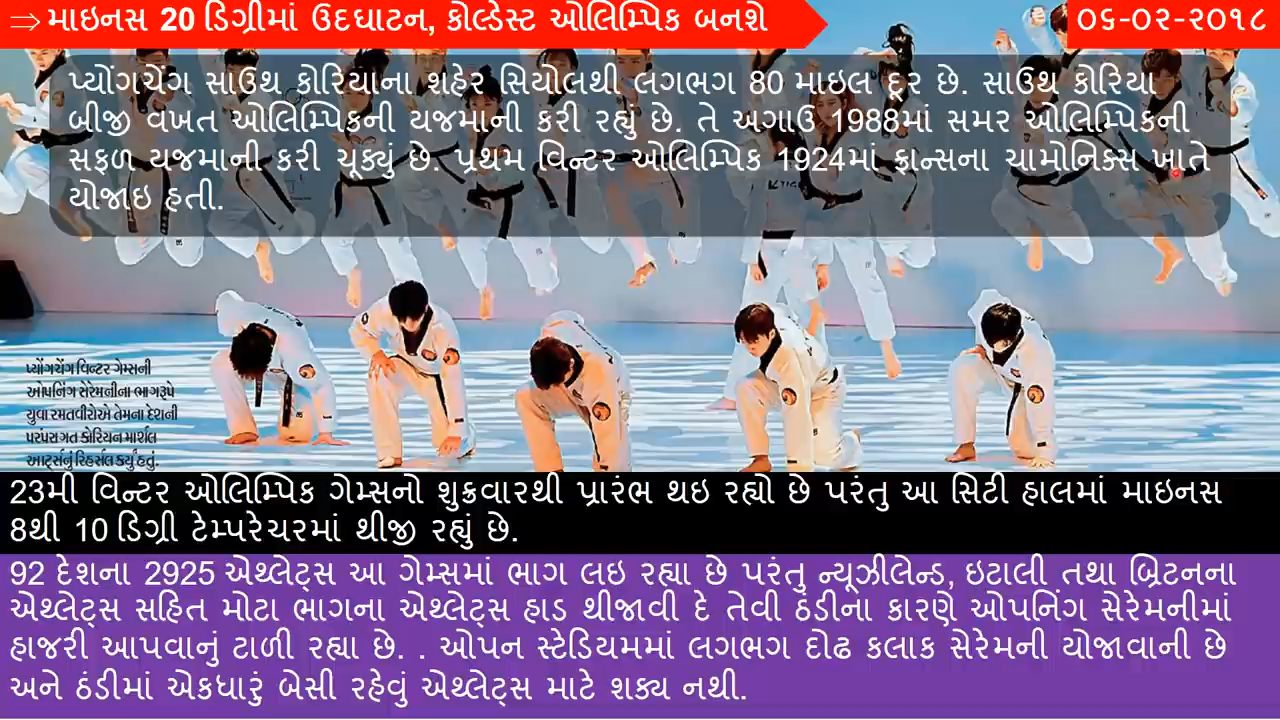 ⇒ માઇનસ 20 ડિગ્રીમાં ઉદઘાટન, કોલ્ડેસ્ટ ઓલિમ્પિક બનશે
૦૬-૦૨-૨૦૧૮
પ્યોંગચેંગ સાઉથ કોરિયાના શહેર સિયોલથી લગભગ 80 માઇલ દૂર છે. સાઉથ કોરિયા
બીજી વખત ઓલિમ્પિકની યજમાની કરી રહ્યું છે. તે અગાઉ 1988માં સમર ઓલિમ્પિકની
સફળ યજમાની કરી ચૂક્યું છે. પ્રથમ વિન્ટર ઓલિમ્પિક 1924માં ફ્રાન્સના ચામોનિક્સ ખાતે
યોજાઇ હતી.
પ્યોંગચેંગ વિન્ટર ગેમ્સની
ઓપનિંગ સેરેમનીના ભાગરૂપે
યુવા રમતવીરોએ તેમના દેશની
પરંપરાગત કોરિયન માર્શલ
આર્ટ્સનું રિહર્સલ કર્યું હતું.
23મી વિન્ટર ઓલિમ્પિક ગેમ્સનો શુક્રવારથી પ્રારંભ થઇ રહ્યો છે પરંતુ આ સિટી હાલમાં માઇનસ
8થી 10 ડિગ્રી ટેમ્પરેચરમાં થીજી રહ્યું છે.
92 દેશના 2925 એથ્લેટ્સ આ ગેમ્સમાં ભાગ લઇ રહ્યા છે પરંતુ ન્યૂઝીલેન્ડ, ઇટાલી તથા બ્રિટનના
એથ્લેટ્સ સહિત મોટા ભાગના એથ્લેટ્સ હાડ થીજાવી દે તેવી ઠંડીના કારણે ઓપનિંગ સેરેમનીમાં
હાજરી આપવાનું ટાળી રહ્યા છે. . ઓપન સ્ટેડિયમમાં લગભગ દોઢ કલાક સેરેમની યોજાવાની છે
અને ઠંડીમાં એકધારું બેસી રહેવું એથ્લેટ્સ માટે શક્ય નથી.